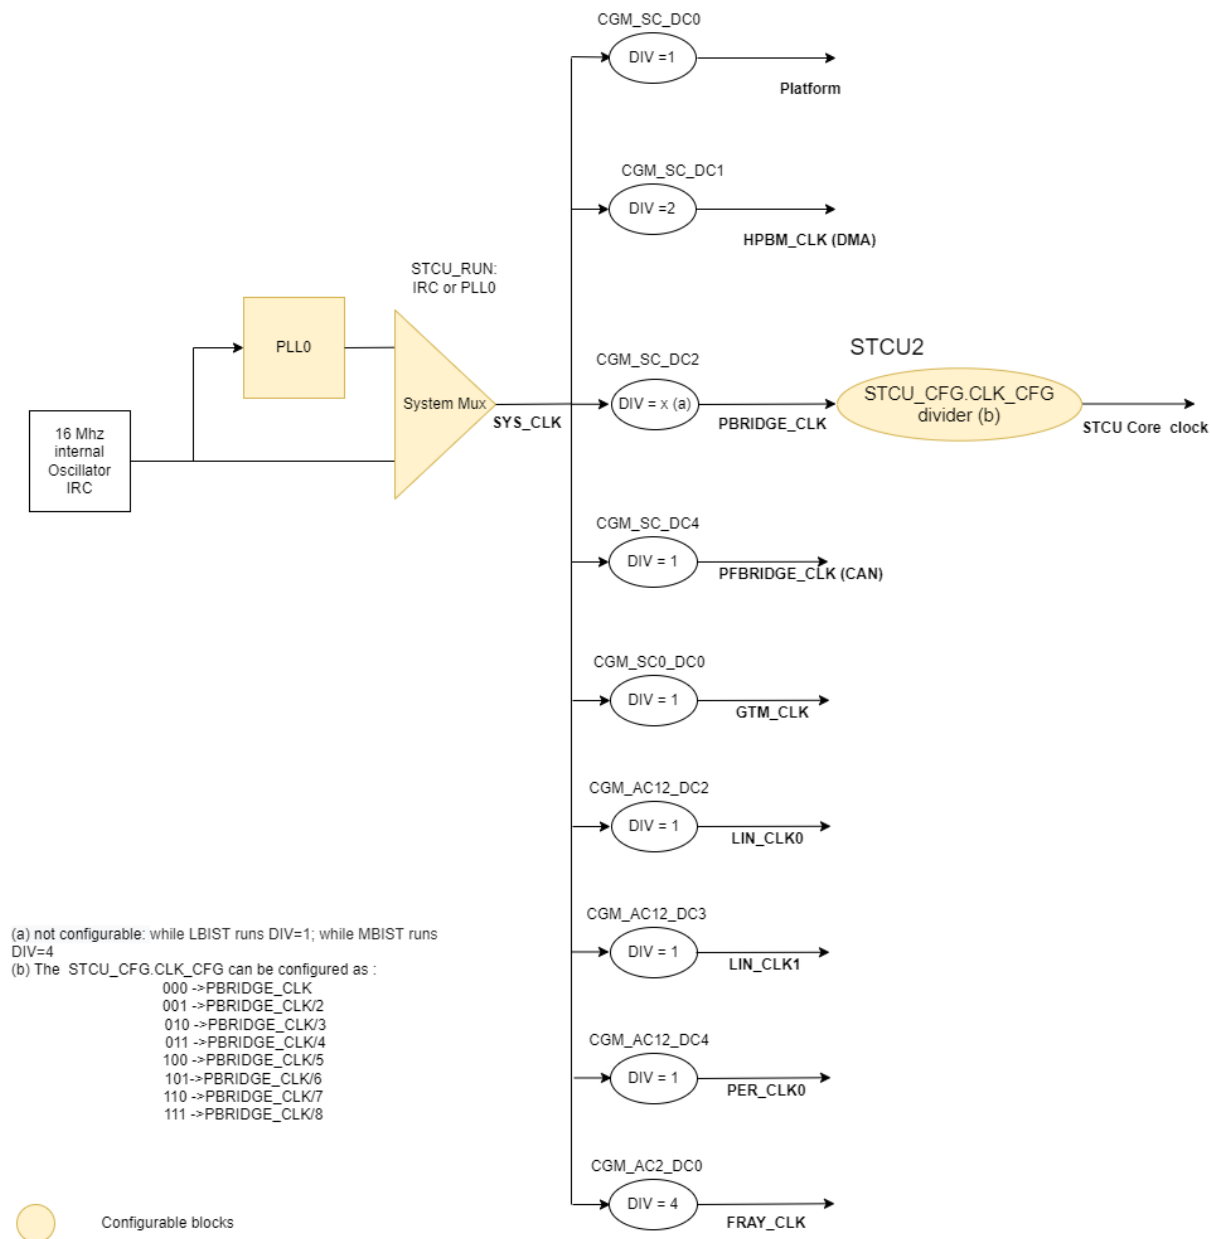 CGM_SC_DC0
DIV =1
Platform
CGM_SC_DC1
DIV =2
HPBM_CLK (DMA)
STCU_RUN:
IRC or PLL0
PLL0
System Mux
SYS_CLK
16 Mhz
internal
Oscillator
IRC
CGM_SC_DC2
DIV = x (a)
PBRIDGE_CLK
STCU2
STCU_CFG.CLK_CFG
divider (b)
STCU Core clock
CGM_SC_DC4
DIV = 1
PFBRIDGE_CLK (CAN)
CGM_SC0_DC0
DIV = 1
GTM_CLK
CGM_AC12_DC2
DIV = 1
LIN_CLK0
CGM_AC12_DC3
DIV = 1
LIN_CLK1
CGM_AC12_DC4
DIV = 1
PER_CLK0
CGM_AC2_DC0
DIV = 4
FRAY_CLK
(a) not configurable: while LBIST runs DIV=1; while MBIST runs
DIV=4
(b) The STCU_CFG.CLK_CFG can be configured as :
000 ->PBRIDGE_CLK
001 ->PBRIDGE_CLK/2
010 ->PBRIDGE_CLK/3
011 ->PBRIDGE_CLK/4
100 ->PBRIDGE_CLK/5
101->PBRIDGE_CLK/6
110 ->PBRIDGE_CLK/7
111 ->PBRIDGE_CLK/8
Configurable blocks